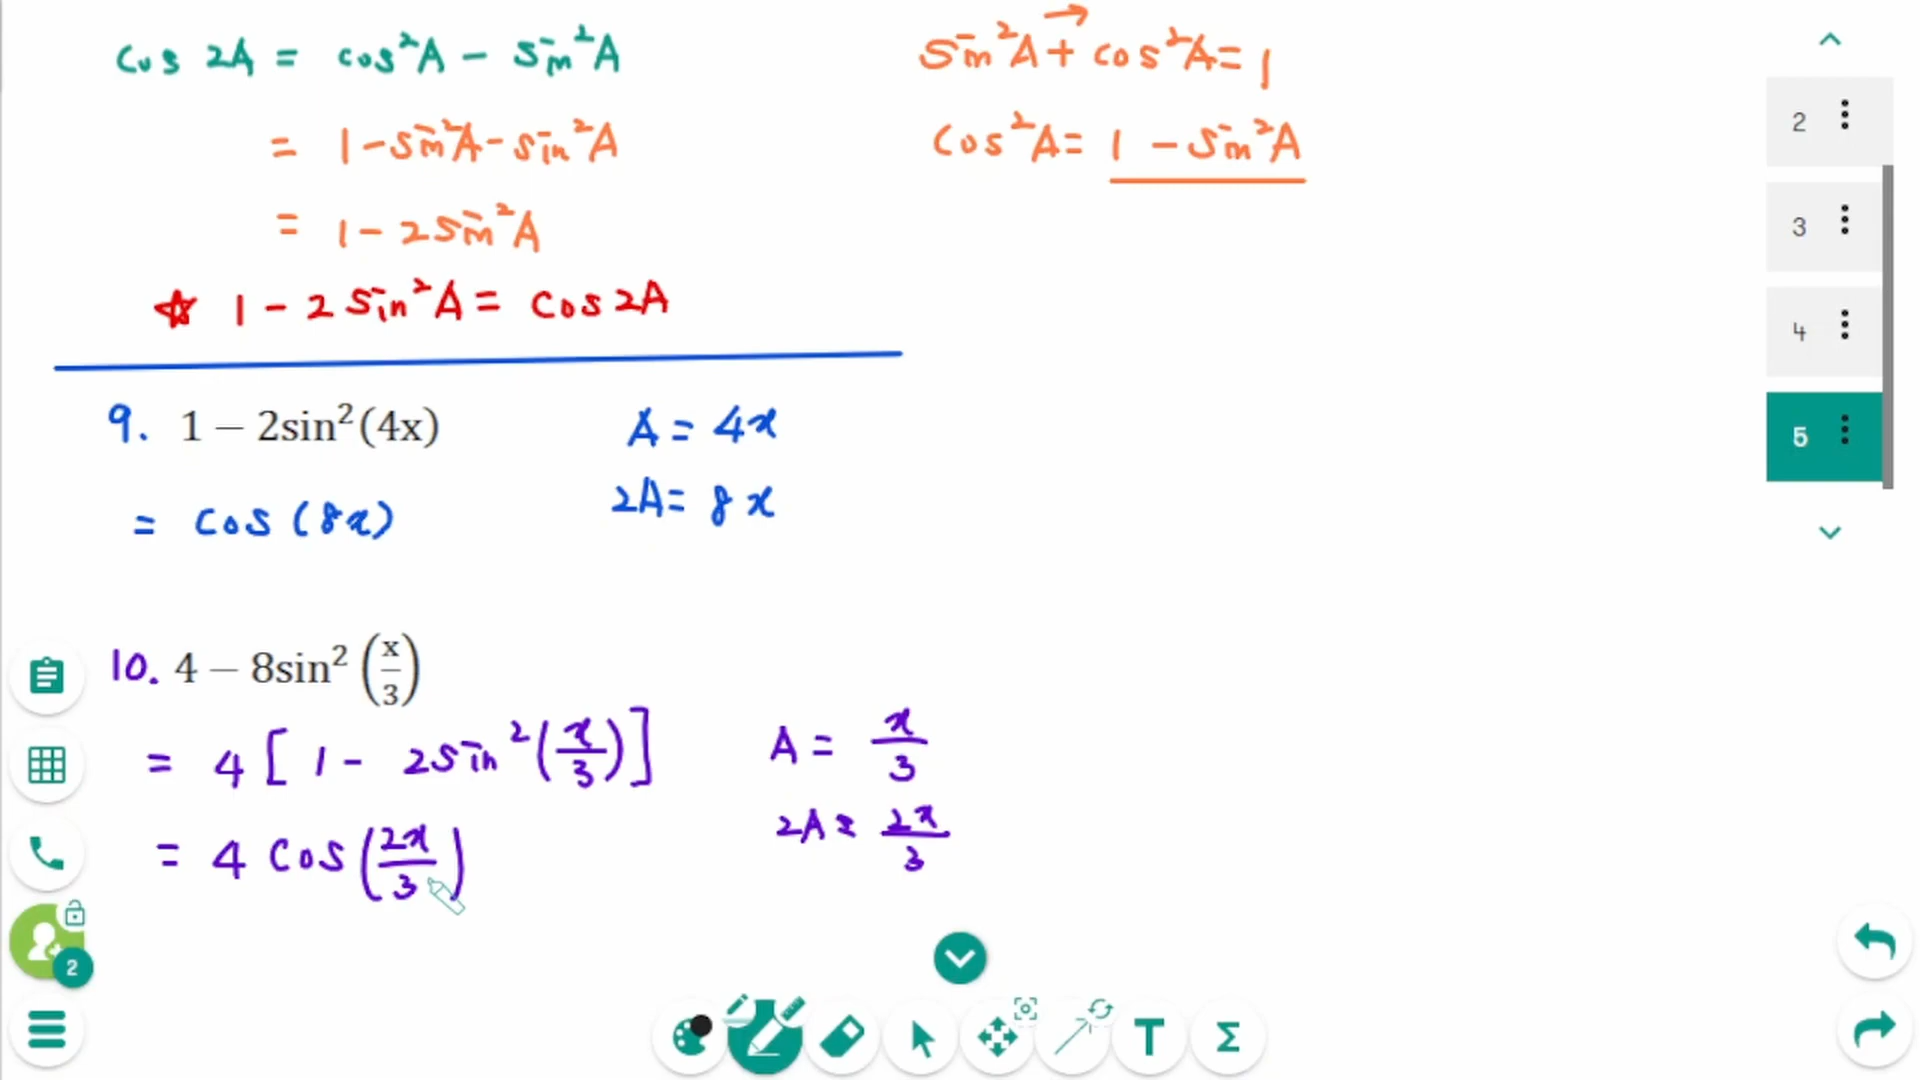 cos 2A = cos²A - sin²A
= 1 - sin²A - sin²A
= 1 - 2sin²A
☆ 1 - 2 sin²A = cos 2A
sin²A + cos²A = 1
cos²A = 1 - sin²A
9. 1 − 2sin²(4x)
= cos (8x)
A = 4x
2A = 8x
10. 4 − 8sin² (x/3)
= 4 [ 1 - 2sin² (x/3) ]
= 4 cos (2x/3)
A = x/3
2A = 2x/3
2
3
4
5
2
T
Σ